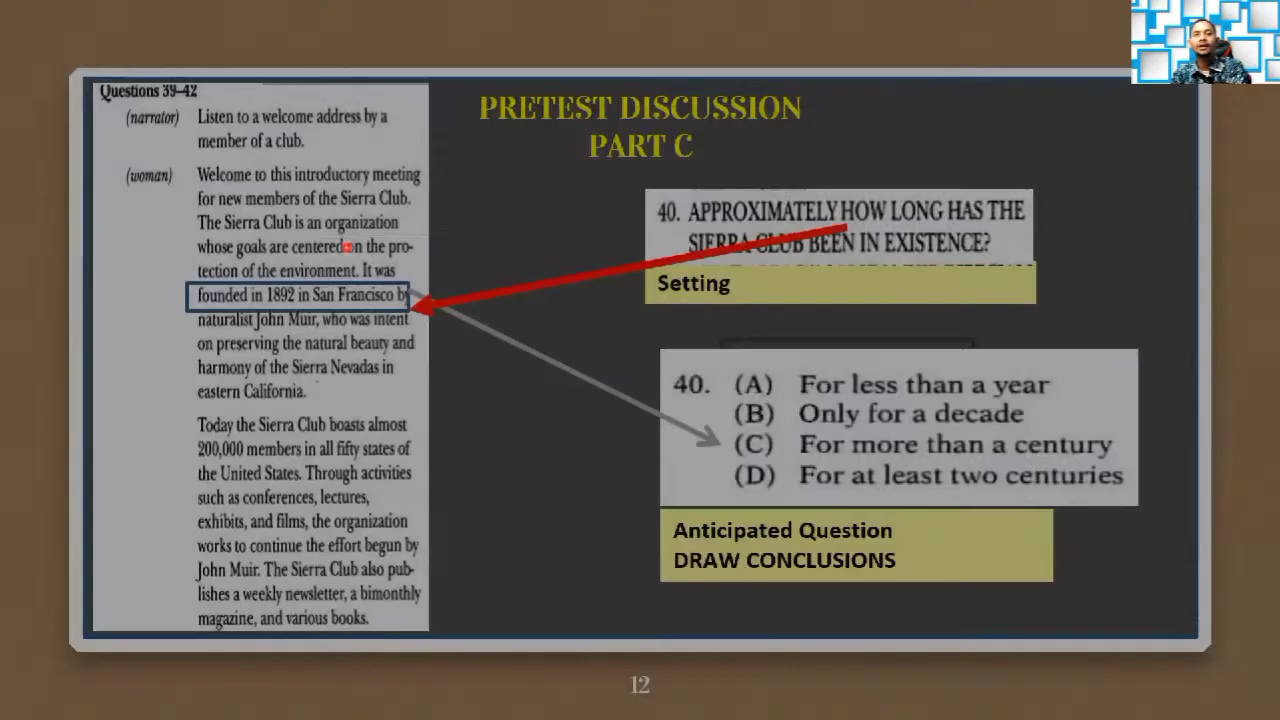 Questions 39–42
(narrator) Listen to a welcome address by a
member of a club.
(woman) Welcome to this introductory meeting
for new members of the Sierra Club.
The Sierra Club is an organization
whose goals are centered on the pro-
tection of the environment. It was
founded in 1892 in San Francisco by
naturalist John Muir, who was intent
on preserving the natural beauty and
harmony of the Sierra Nevadas in
eastern California.
Today the Sierra Club boasts almost
200,000 members in all fifty states of
the United States. Through activities
such as conferences, lectures,
exhibits, and films, the organization
works to continue the effort begun by
John Muir. The Sierra Club also pub-
lishes a weekly newsletter, a bimonthly
magazine, and various books.
PRETEST DISCUSSION
PART C
40. APPROXIMATELY HOW LONG HAS THE
SIERRA CLUB BEEN IN EXISTENCE?
Setting
40. (A) For less than a year
(B) Only for a decade
(C) For more than a century
(D) For at least two centuries
Anticipated Question
DRAW CONCLUSIONS
12